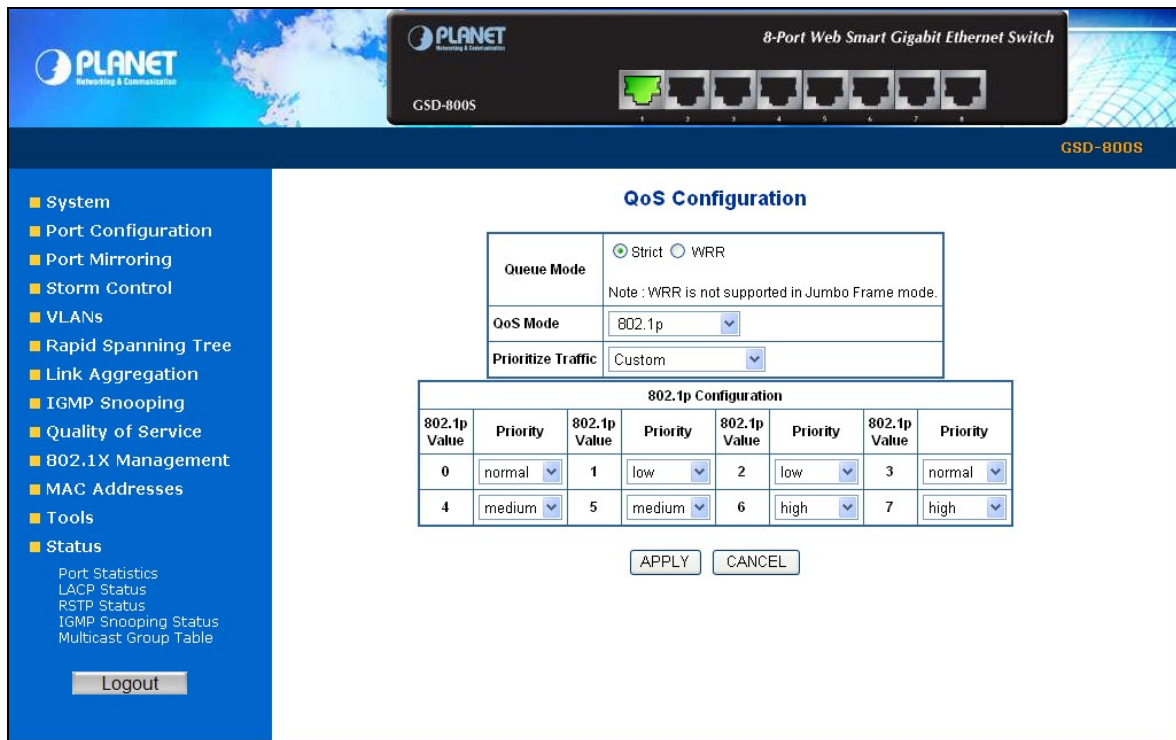 PLANET
Networking & Communication
PLANET
Networking & Communication
8-Port Web Smart Gigabit Ethernet Switch
GSD-800S
1 2 3 4 5 6 7 8
GSD-800S
System
Port Configuration
Port Mirroring
Storm Control
VLANs
Rapid Spanning Tree
Link Aggregation
IGMP Snooping
Quality of Service
802.1X Management
MAC Addresses
Tools
Status
Port Statistics
LACP Status
RSTP Status
IGMP Snooping Status
Multicast Group Table
Logout
QoS Configuration
Queue Mode
Strict WRR
Note : WRR is not supported in Jumbo Frame mode.
QoS Mode 802.1p
Prioritize Traffic Custom
802.1p Configuration
802.1p Value Priority 802.1p Value Priority 802.1p Value Priority 802.1p Value Priority
0 normal 1 low 2 low 3 normal
4 medium 5 medium 6 high 7 high
APPLY CANCEL